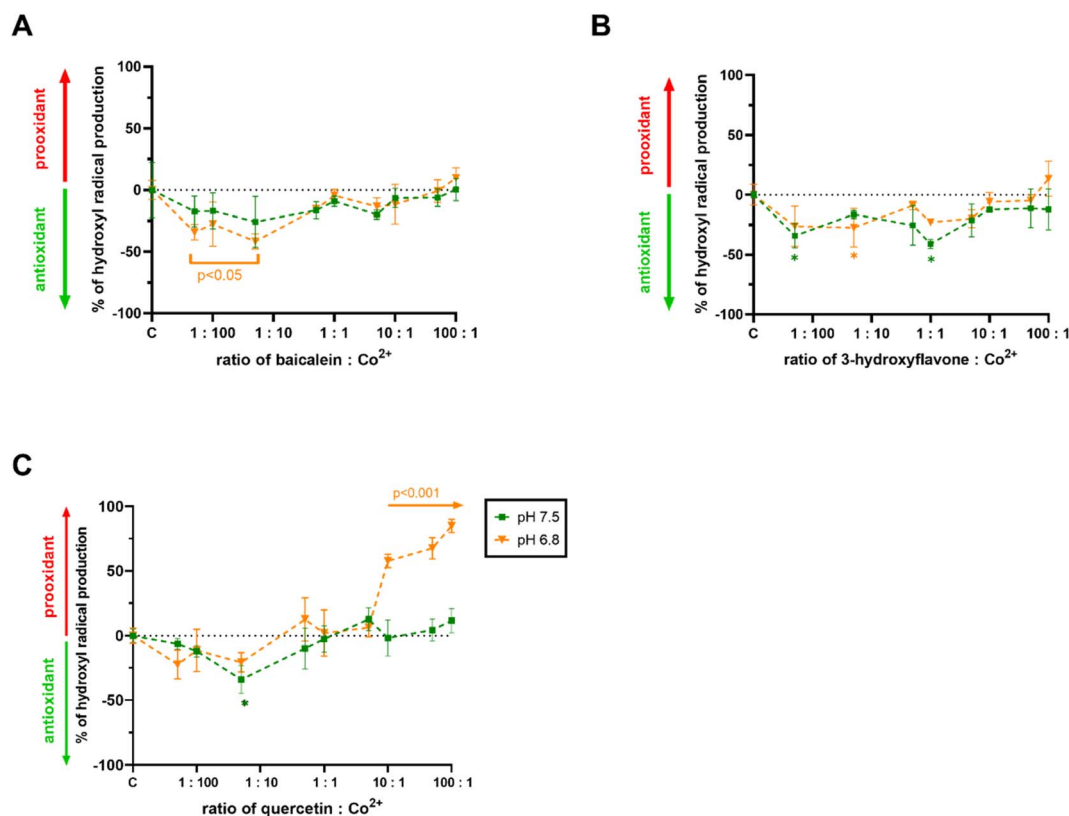 A
prooxidant
antioxidant
% of hydroxyl radical production
100
50
0
-50
-100
p<0.05
C 1 : 100 1 : 10 1 : 1 10 : 1 100 : 1
ratio of baicalein : Co²⁺
B
prooxidant
antioxidant
% of hydroxyl radical production
100
50
0
-50
-100
* * *
C 1 : 100 1 : 10 1 : 1 10 : 1 100 : 1
ratio of 3-hydroxyflavone : Co²⁺
C
prooxidant
antioxidant
% of hydroxyl radical production
100
50
0
-50
-100
p<0.001
*
C 1 : 100 1 : 10 1 : 1 10 : 1 100 : 1
ratio of quercetin : Co²⁺
pH 7.5
pH 6.8